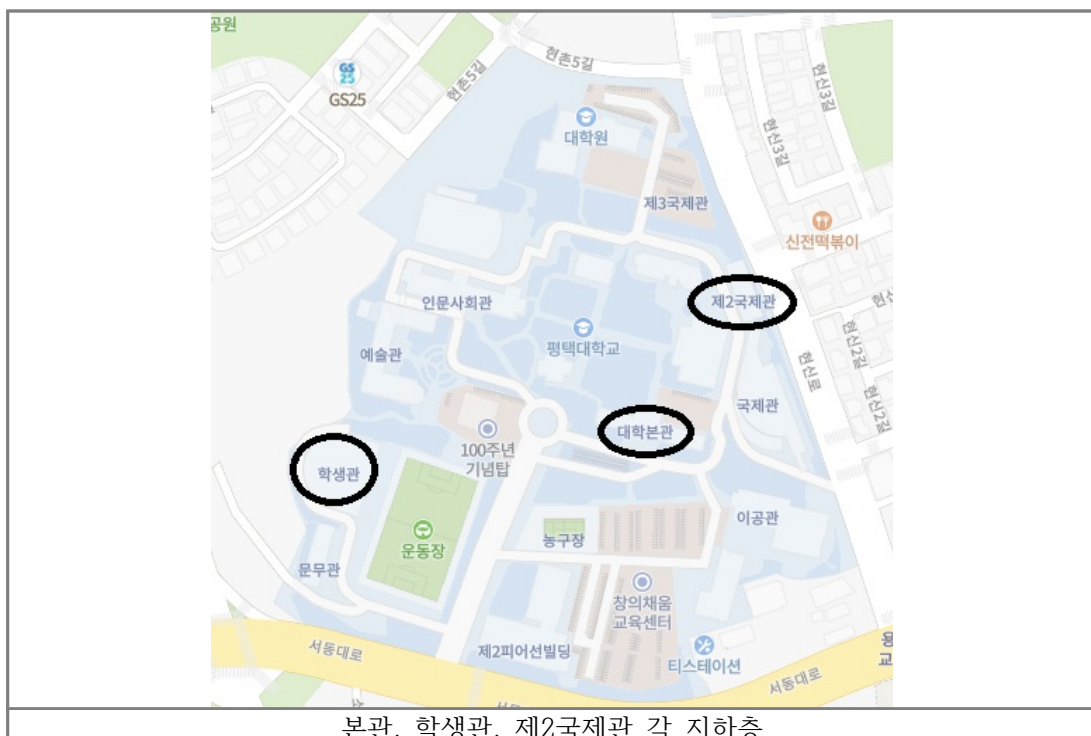 공원
GS
25
GS25
현촌5길
현촌5길
현신3길
현신3길
대학원
제3국제관
신전떡볶이
제2국제관
인문사회관
평택대학교
예술관
현신로
현신2길
현신2길
국제관
대학본관
100주년
기념탑
학생관
이공관
농구장
운동장
문무관
창의채움
교육센터
제2피어선빌딩
티스테이션
서동대로
서동대로
용
교
본관, 학생관, 제2국제관 각 지하층